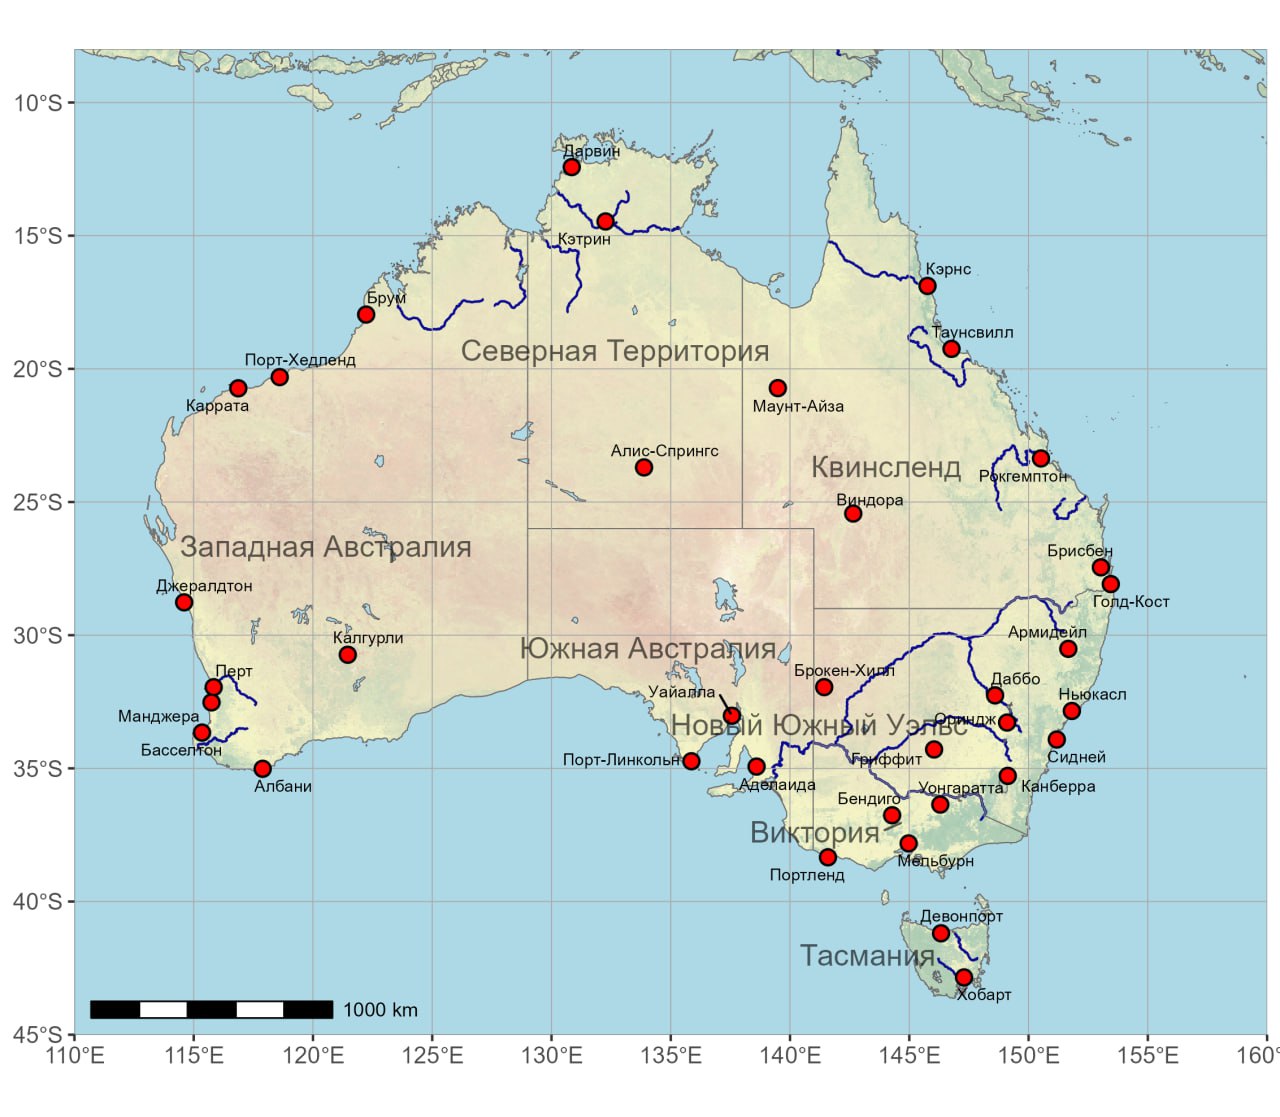 10°S
Дарвин
15°S
Кэтрин
Кэрнс
Брум
Таунсвилл
Северная Территория
Порт-Хедленд
20°S
Каррата
Маунт-Айза
Алис-Спрингс
Квинсленд
Рокгемптон
25°S
Виндора
Западная Австралия
Брисбен
Джералдтон
Голд-Кост
30°S
Калгурли
Армидейл
Южная Австралия
Перт
Брокен-Хилл
Даббо
Уайалла
Ньюкасл
Манджера
Новый Южный Уэльс
Ориндж
Басселтон
Порт-Линкольн
Гриффит
Сидней
35°S
Албани
Аделаида
Уонгаратта
Канберра
Бендиго
Виктория
Мельбурн
Портленд
40°S
Девонпорт
Тасмания
Хобарт
1000 km
45°S
110°E 115°E 120°E 125°E 130°E 135°E 140°E 145°E 150°E 155°E 160°